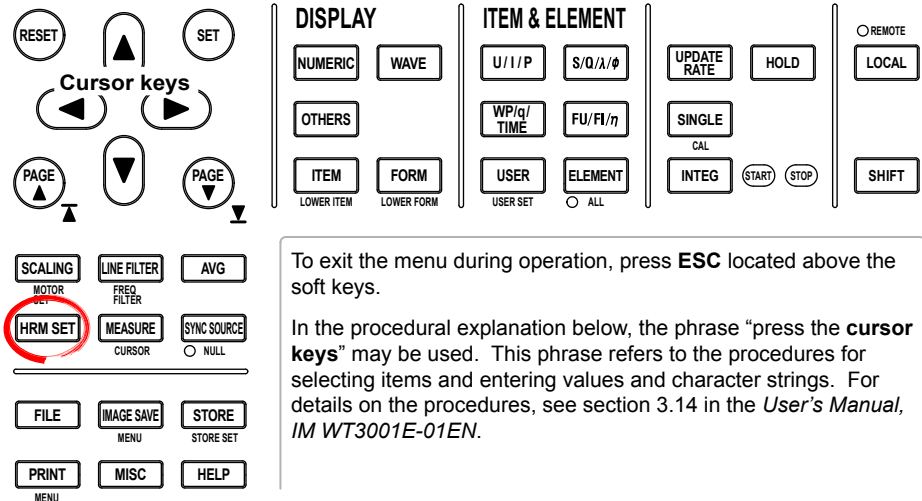 RESET
SET
Cursor keys
PAGE
PAGE
DISPLAY
NUMERIC
WAVE
OTHERS
ITEM
FORM
LOWER ITEM
LOWER FORM
ITEM & ELEMENT
U / I / P
S/Q/λ/ø
WP/q/
TIME
FU/FI/η
USER
ELEMENT
USER SET
ALL
UPDATE
RATE
HOLD
SINGLE
CAL
INTEG
START
STOP
REMOTE
LOCAL
SHIFT
SCALING
LINE FILTER
AVG
MOTOR
SET
FREQ
FILTER
HRM SET
MEASURE
SYNC SOURCE
CURSOR
NULL
FILE
IMAGE SAVE
STORE
MENU
STORE SET
PRINT
MISC
HELP
MENU
To exit the menu during operation, press ESC located above the
soft keys.
In the procedural explanation below, the phrase “press the cursor
keys” may be used. This phrase refers to the procedures for
selecting items and entering values and character strings. For
details on the procedures, see section 3.14 in the User's Manual,
IM WT3001E-01EN.